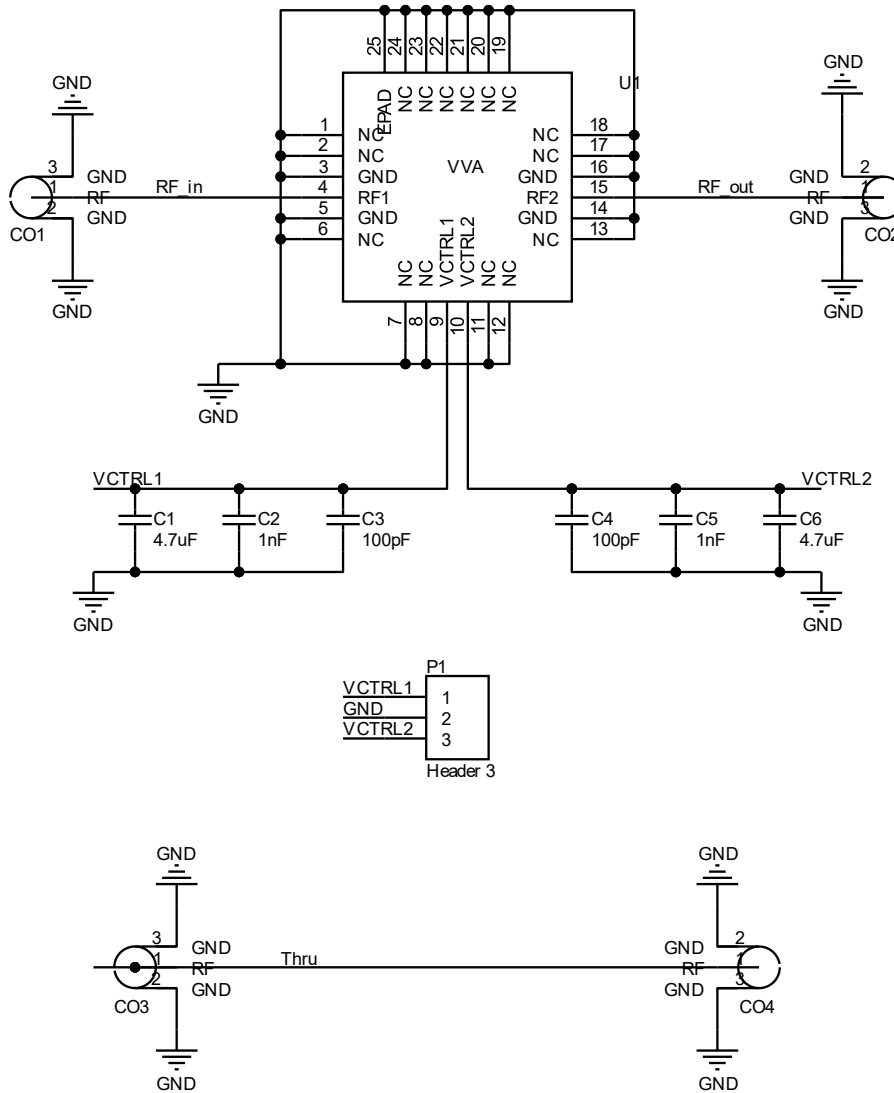 25
24
23
22
21
20
19
GND
U1
GND
EPAD
NC
NC
NC
NC
NC
NC
1
NC
NC
18
2
NC
VVA
NC
17
3
GND
3
GND
GND
16
GND
2
1
RF
RF_in
4
RF1
RF2
15
RF_out
RF
1
2
GND
5
GND
GND
14
GND
3
CO1
6
NC
NC
13
CO2
NC
NC
VCTRL1
VCTRL2
NC
NC
GND
GND
7
8
9
10
11
12
GND
VCTRL1
VCTRL2
C1
4.7uF
C2
1nF
C3
100pF
C4
100pF
C5
1nF
C6
4.7uF
GND
GND
P1
VCTRL1
1
GND
2
VCTRL2
3
Header 3
GND
GND
3
GND
GND
2
1
RF
Thru
RF
1
2
GND
GND
3
CO3
CO4
GND
GND